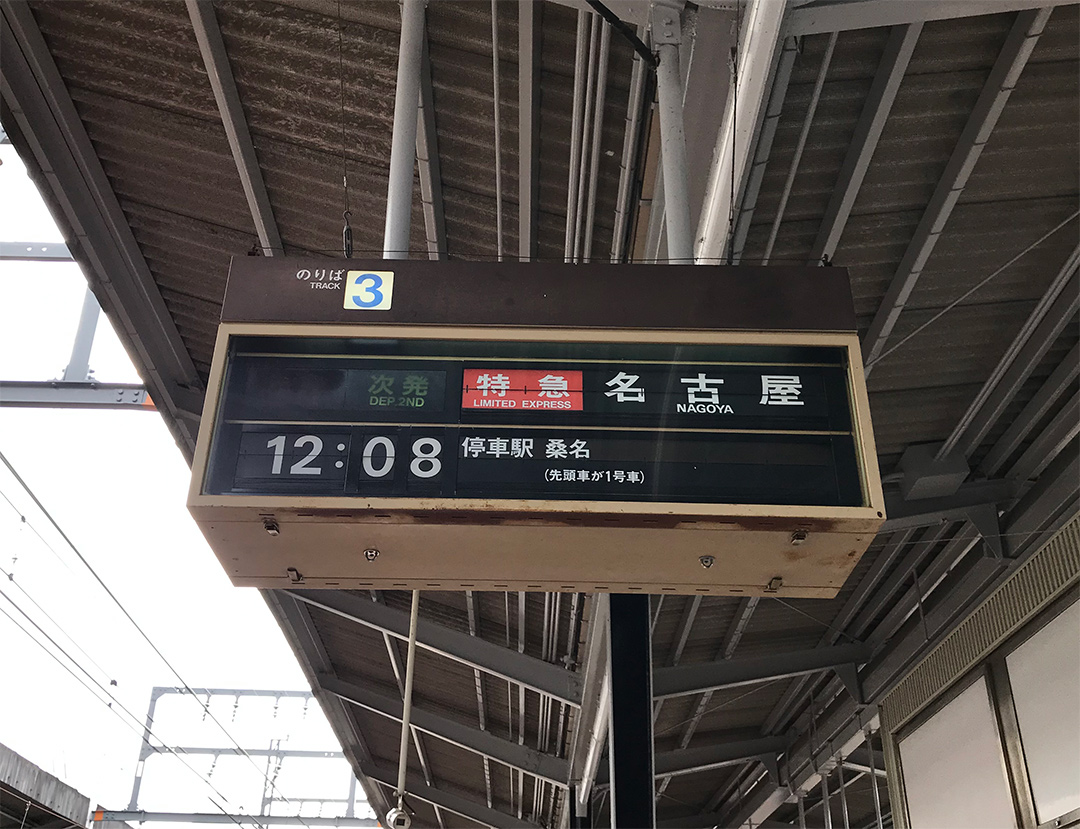 のりば 3
TRACK
次発 特急 名古屋
DEP.2ND LIMITED EXPRESS NAGOYA
12:08 停車駅 桑名
(先頭車が1号車)